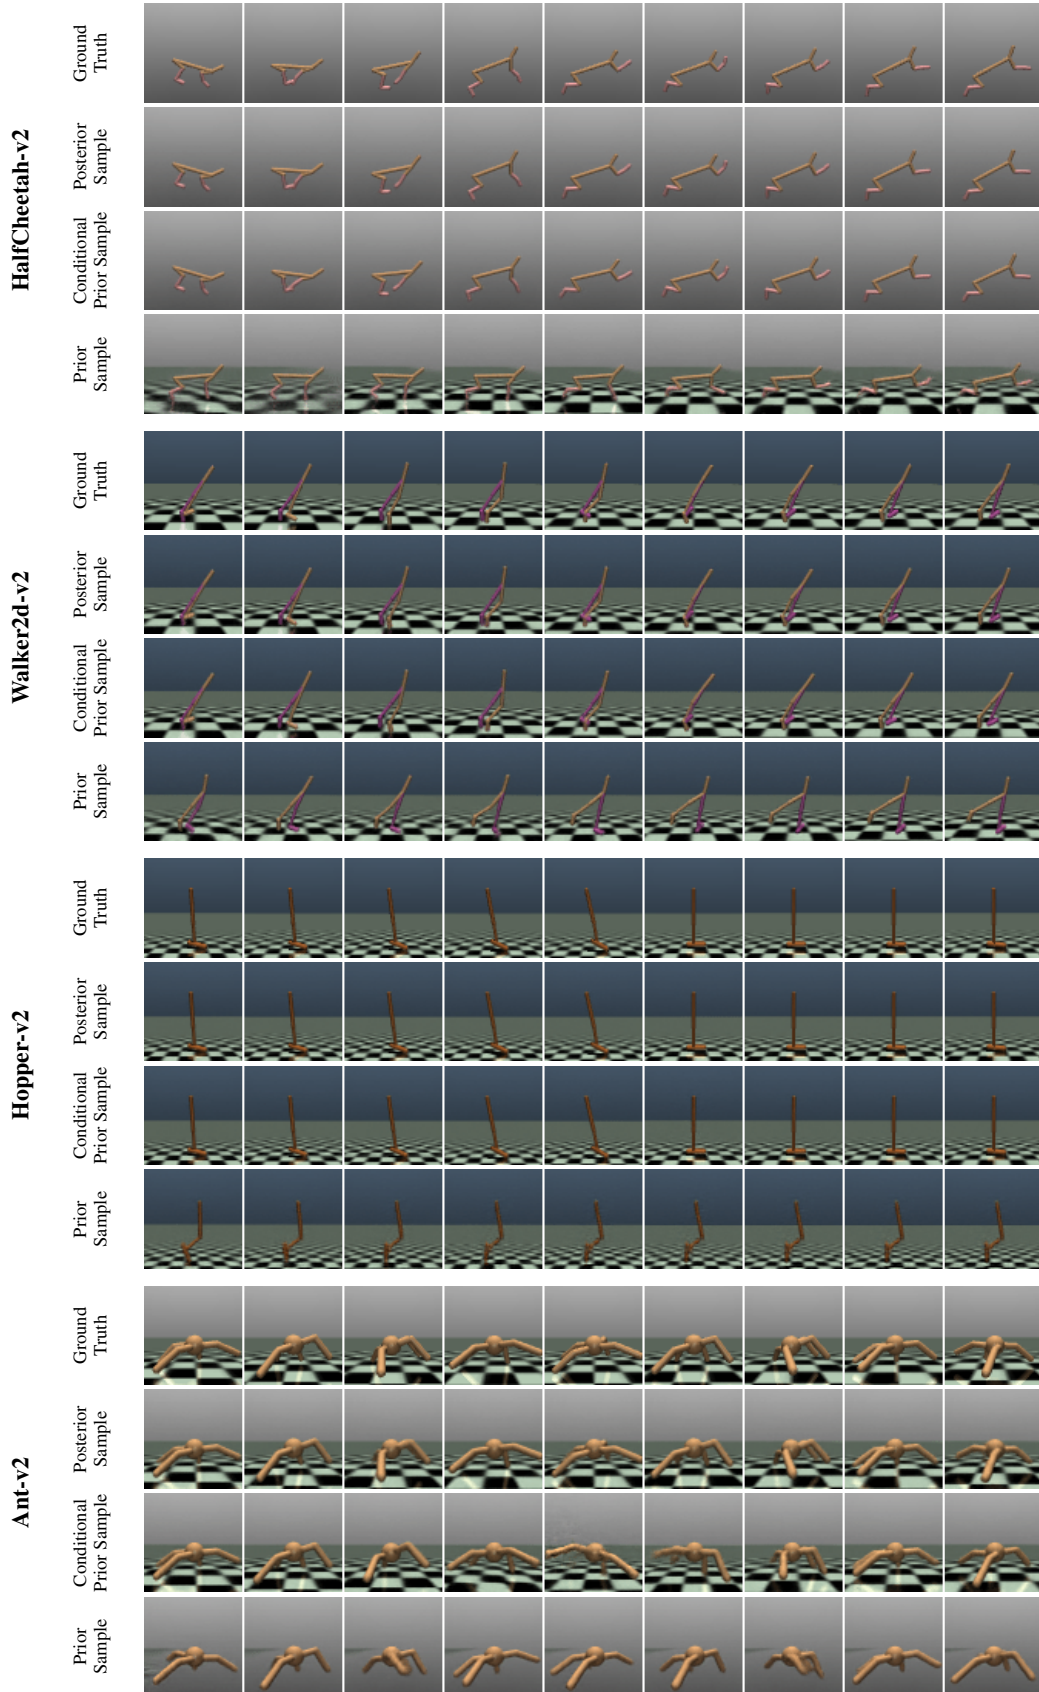 HalfCheetah-v2
Ground
Truth
Posterior
Sample
Conditional
Prior Sample
Prior
Sample
Walker2d-v2
Ground
Truth
Posterior
Sample
Conditional
Prior Sample
Prior
Sample
Hopper-v2
Ground
Truth
Posterior
Sample
Conditional
Prior Sample
Prior
Sample
Ant-v2
Ground
Truth
Posterior
Sample
Conditional
Prior Sample
Prior
Sample